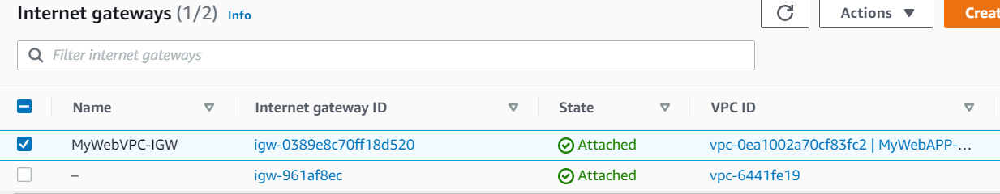 Internet gateways (1/2) Info Actions Creat
Filter internet gateways
Name Internet gateway ID State VPC ID
MyWebVPC-IGW igw-0389e8c70ff18d520 Attached vpc-0ea1002a70cf83fc2 | MyWebAPP-...
– igw-961af8ec Attached vpc-6441fe19